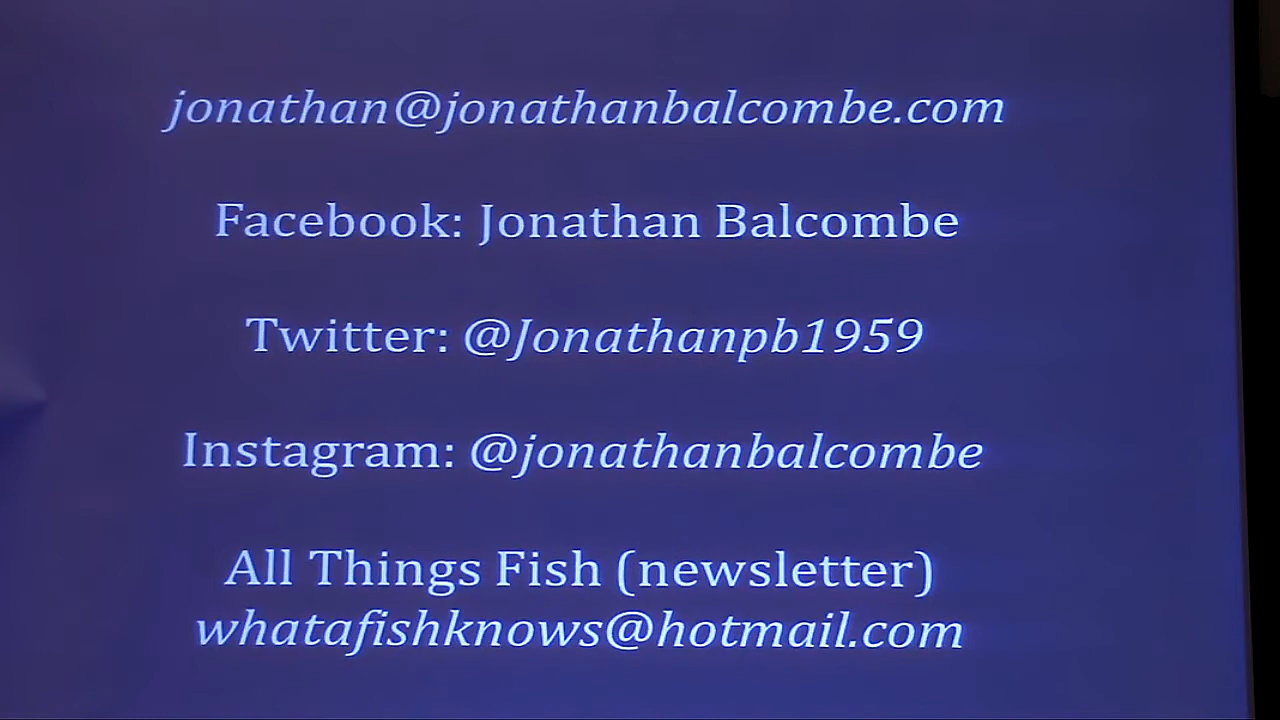 jonathan@jonathanbalcombe.com
Facebook: Jonathan Balcombe
Twitter: @Jonathanpb1959
Instagram: @jonathanbalcombe
All Things Fish (newsletter)
whatafishknows@hotmail.com